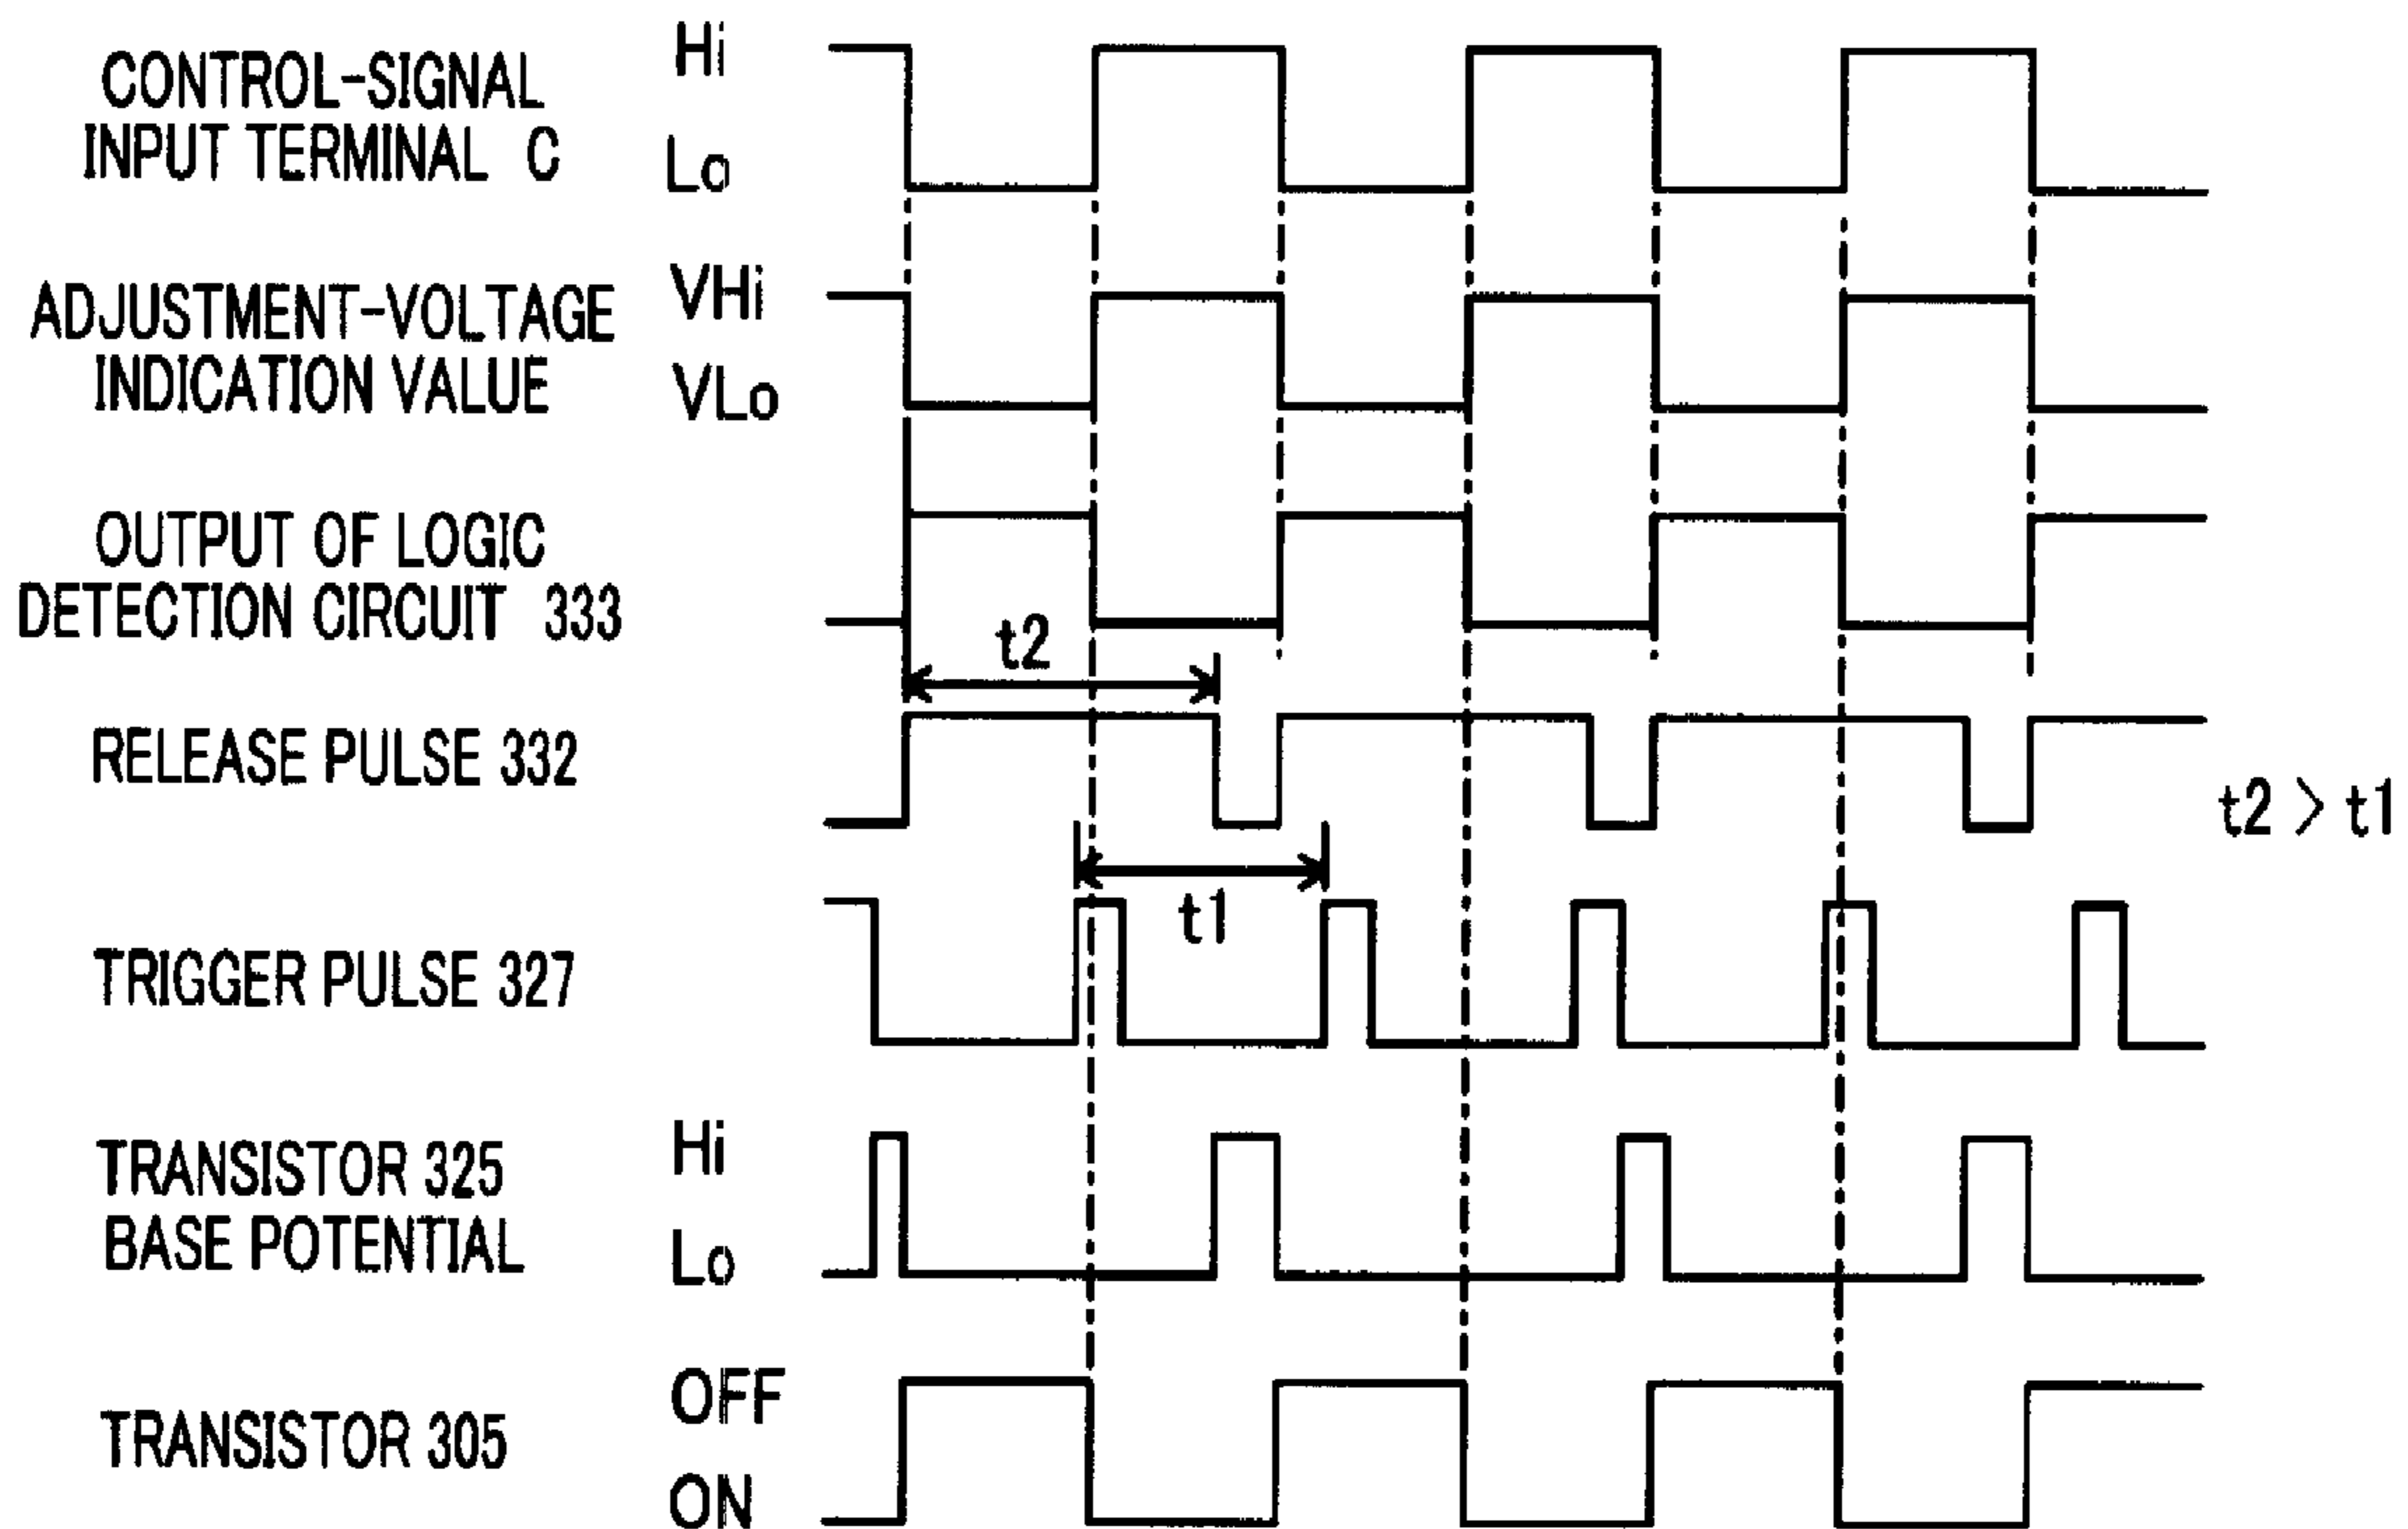 CONTROL-SIGNAL
INPUT TERMINAL C
Hi
Lo
ADJUSTMENT-VOLTAGE
INDICATION VALUE
VHi
VLo
OUTPUT OF LOGIC
DETECTION CIRCUIT 333
t2
RELEASE PULSE 332
t2 > t1
t1
TRIGGER PULSE 327
TRANSISTOR 325
BASE POTENTIAL
Hi
Lo
TRANSISTOR 305
OFF
ON